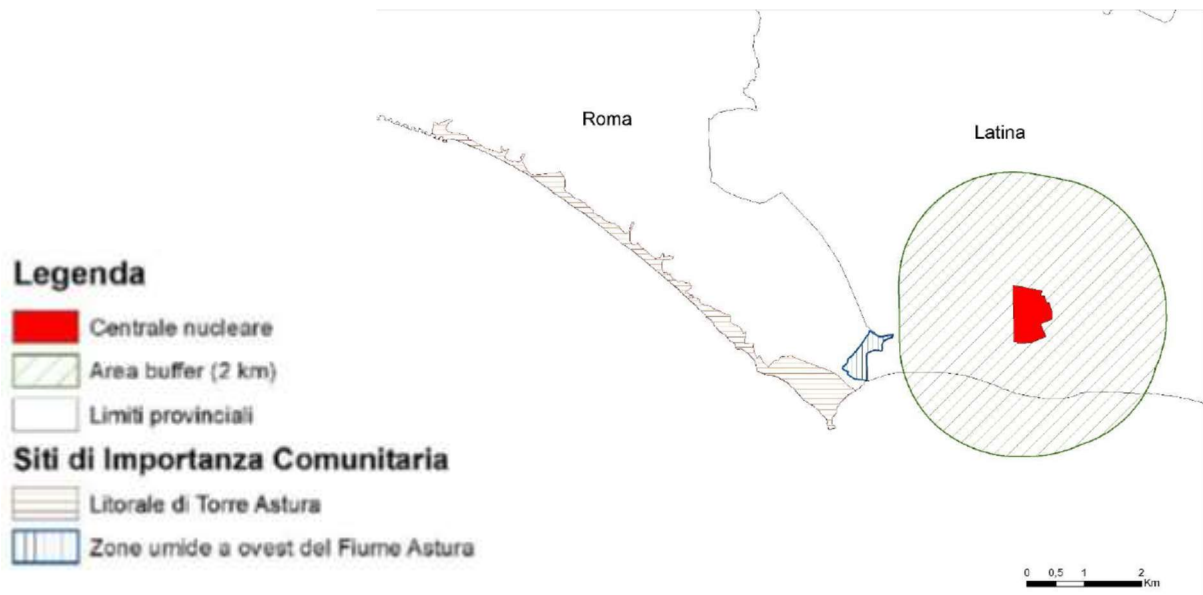 Roma
Latina
Legenda
Centrale nucleare
Area buffer (2 km)
Limiti provinciali
Siti di Importanza Comunitaria
Litorale di Torre Astura
Zone umide a ovest del Fiume Astura
0 0,5 1 2
Km